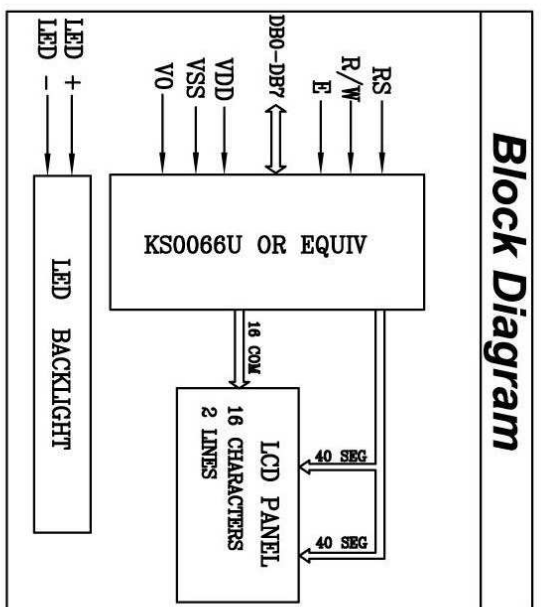 Block Diagram
RS
R/W
E
DB0-DB7
VDD
VSS
V0
LED +
LED -
KS0066U OR EQUIV
16 COM
40 SEG
40 SEG
LCD PANEL
16 CHARACTERS
2 LINES
LED BACKLIGHT